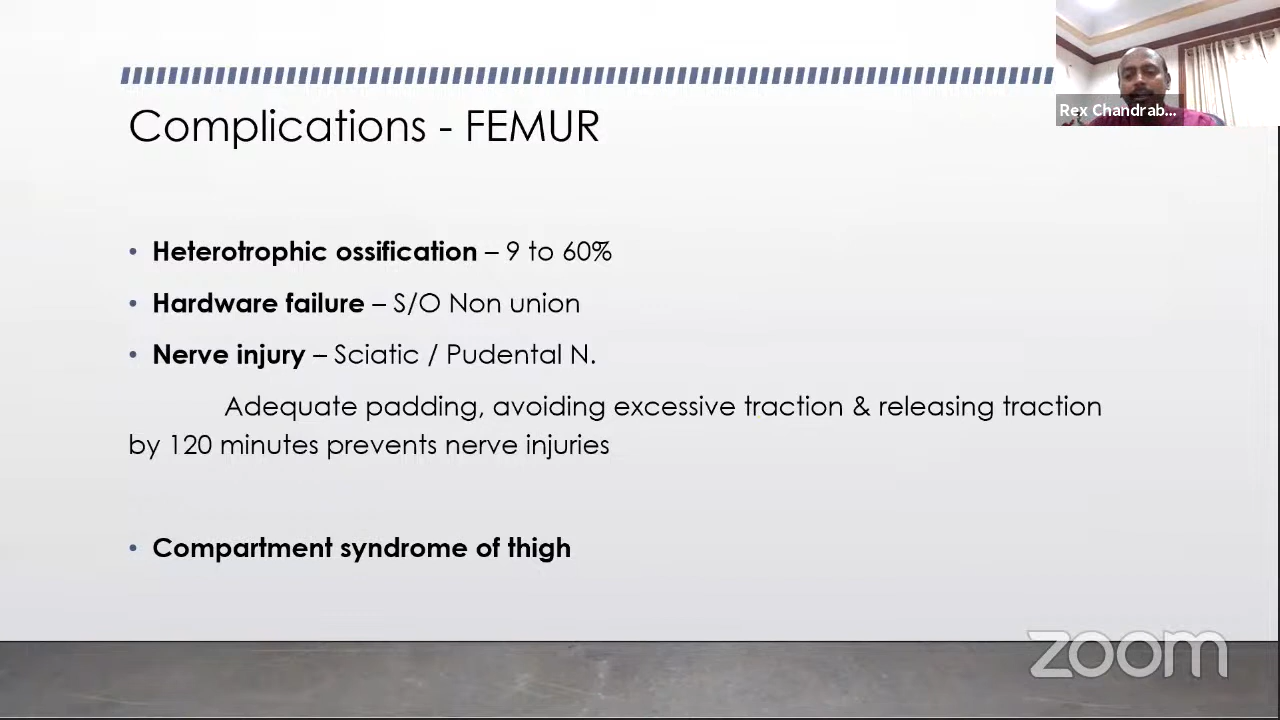 Rex Chandrab...
Complications - FEMUR
• Heterotrophic ossification – 9 to 60%
• Hardware failure – S/O Non union
• Nerve injury – Sciatic / Pudental N.
Adequate padding, avoiding excessive traction & releasing traction
by 120 minutes prevents nerve injuries
• Compartment syndrome of thigh
zoom